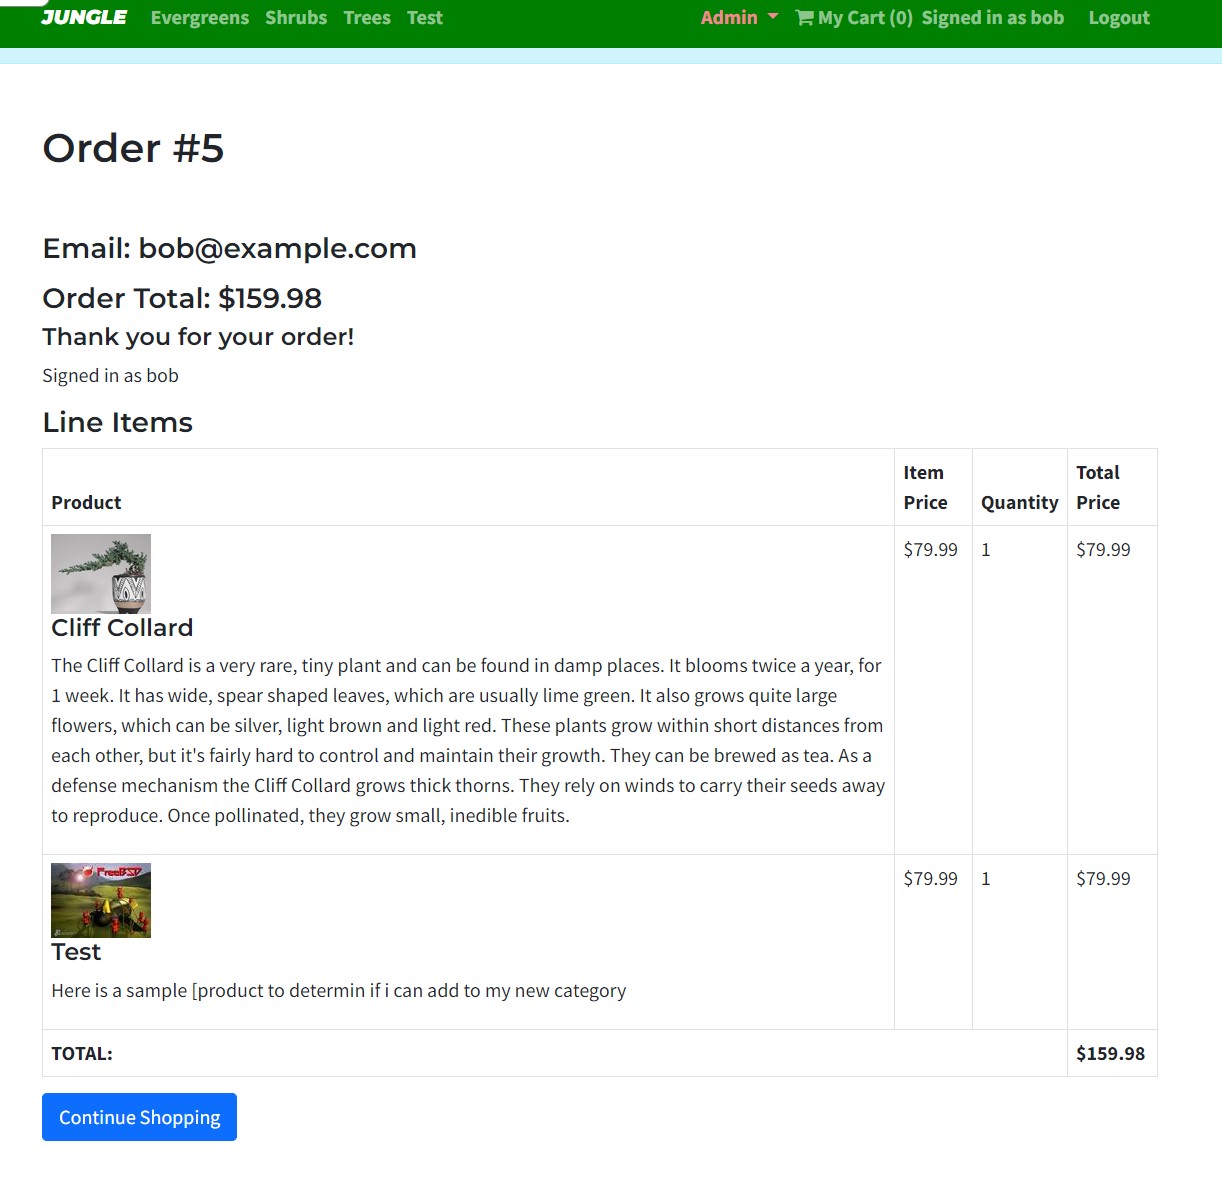 JUNGLE Evergreens Shrubs Trees Test Admin My Cart (0) Signed in as bob Logout
Order #5
Email: bob@example.com
Order Total: $159.98
Thank you for your order!
Signed in as bob
Line Items
Product Item Price Quantity Total Price
$79.99 1 $79.99
Cliff Collard
The Cliff Collard is a very rare, tiny plant and can be found in damp places. It blooms twice a year, for
1 week. It has wide, spear shaped leaves, which are usually lime green. It also grows quite large
flowers, which can be silver, light brown and light red. These plants grow within short distances from
each other, but it's fairly hard to control and maintain their growth. They can be brewed as tea. As a
defense mechanism the Cliff Collard grows thick thorns. They rely on winds to carry their seeds away
to reproduce. Once pollinated, they grow small, inedible fruits.
FreeBSD
$79.99 1 $79.99
Test
Here is a sample [product to determin if i can add to my new category
TOTAL: $159.98
Continue Shopping